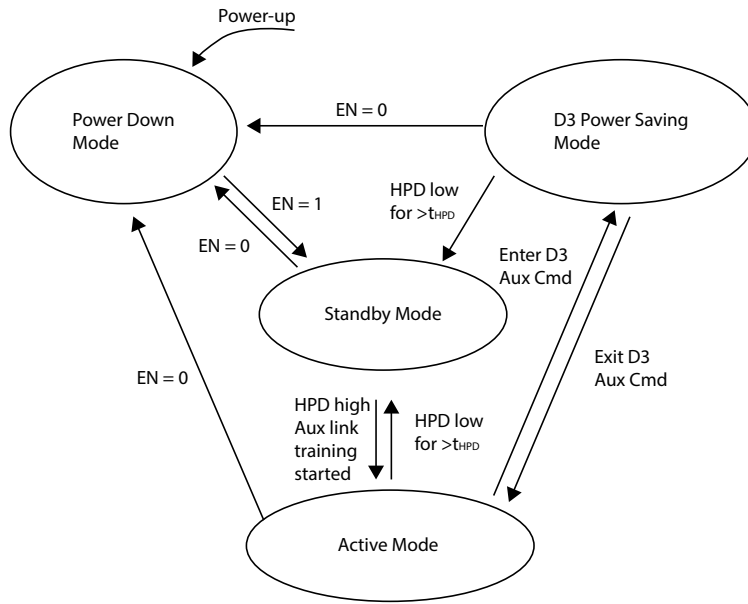 Power-up
Power Down
Mode
EN = 0
D3 Power Saving
Mode
EN = 1
EN = 0
HPD low
for >tHPD
Enter D3
Aux Cmd
Standby Mode
EN = 0
Exit D3
Aux Cmd
HPD high
Aux link
training
started
HPD low
for >tHPD
Active Mode